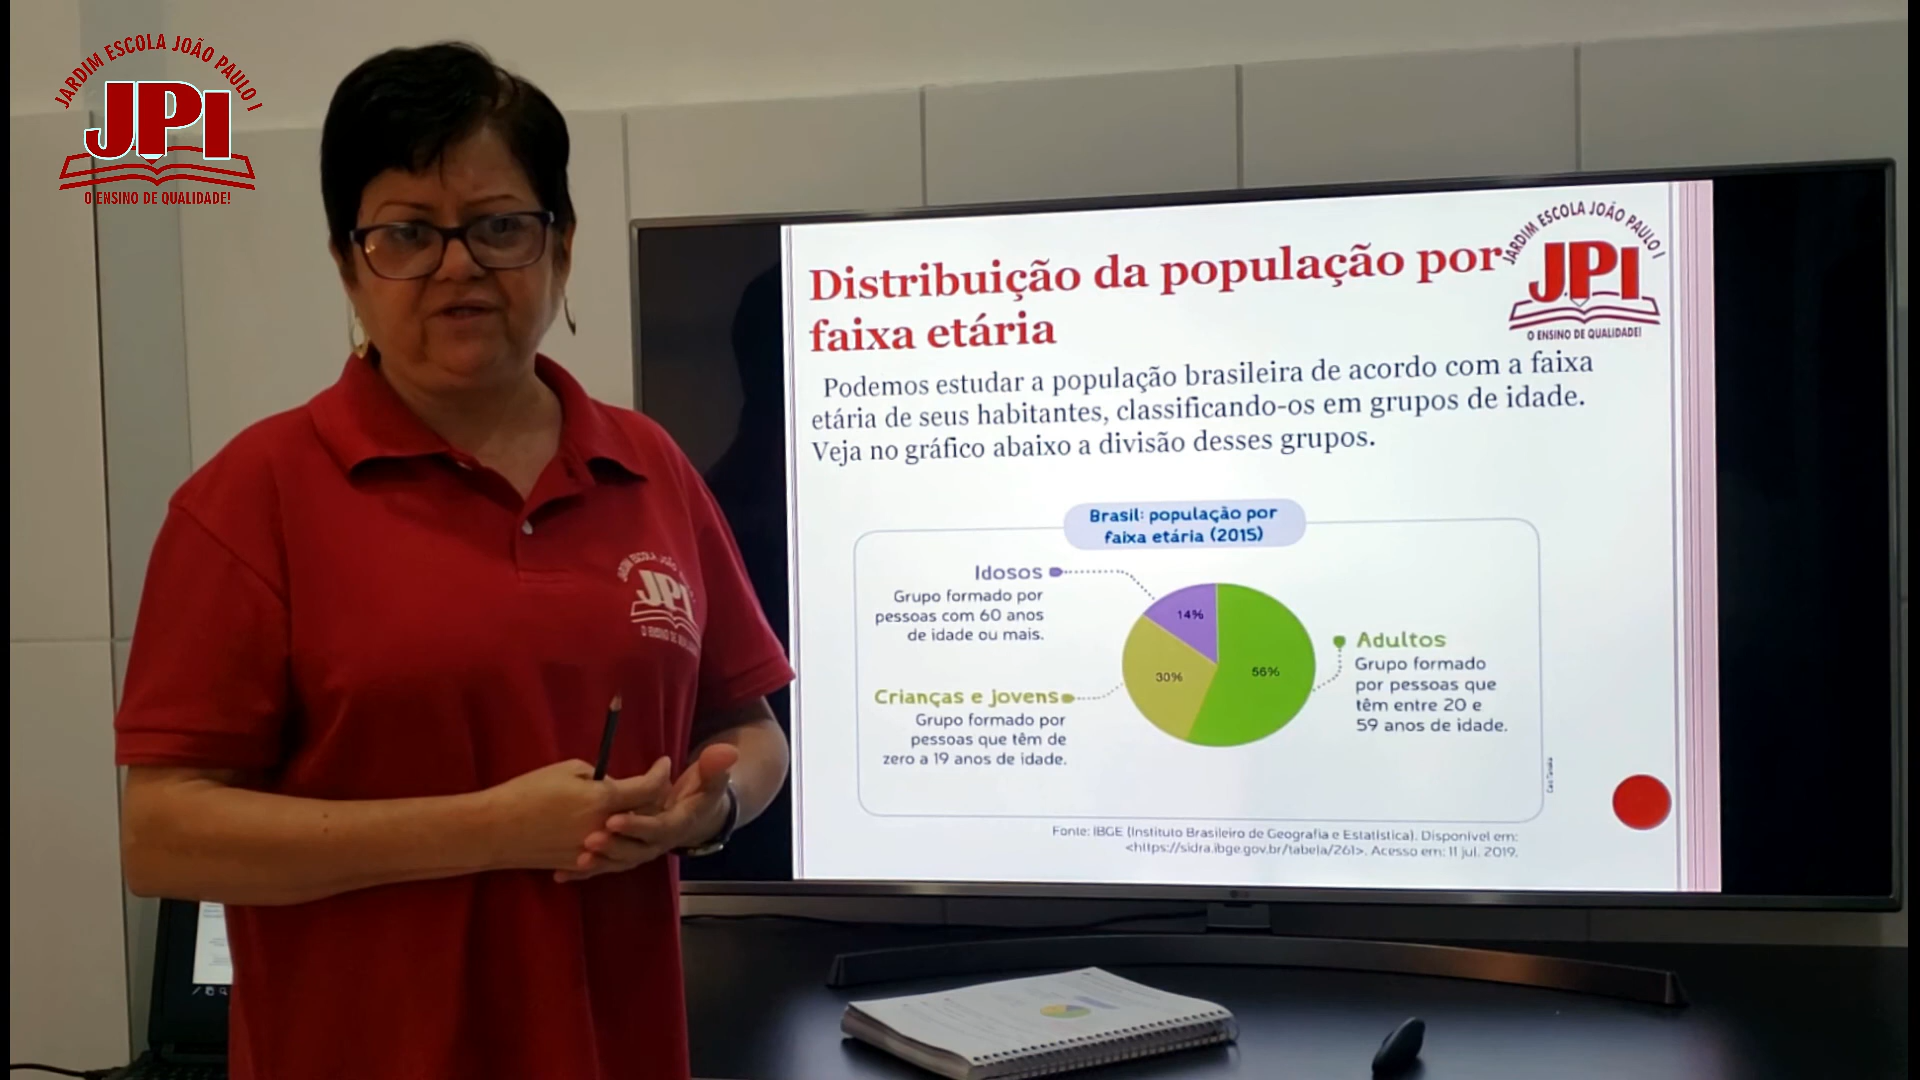 JARDIM ESCOLA JOÃO PAULO I
JPI
O ENSINO DE QUALIDADE!
JPI
Distribuição da população por
faixa etária
JARDIM ESCOLA JOÃO PAULO I
JPI
O ENSINO DE QUALIDADE!
Podemos estudar a população brasileira de acordo com a faixa
etária de seus habitantes, classificando-os em grupos de idade.
Veja no gráfico abaixo a divisão desses grupos.
Brasil: população por
faixa etária (2015)
Idosos
Grupo formado por
pessoas com 60 anos
de idade ou mais.
14%
30%
56%
Crianças e jovens
Grupo formado por
pessoas que têm de
zero a 19 anos de idade.
Adultos
Grupo formado
por pessoas que
têm entre 20 e
59 anos de idade.
Fonte: IBGE (Instituto Brasileiro de Geografia e Estatística). Disponível em:
<https://sidra.ibge.gov.br/tabela/261>. Acesso em: 11 jul. 2019.
LG